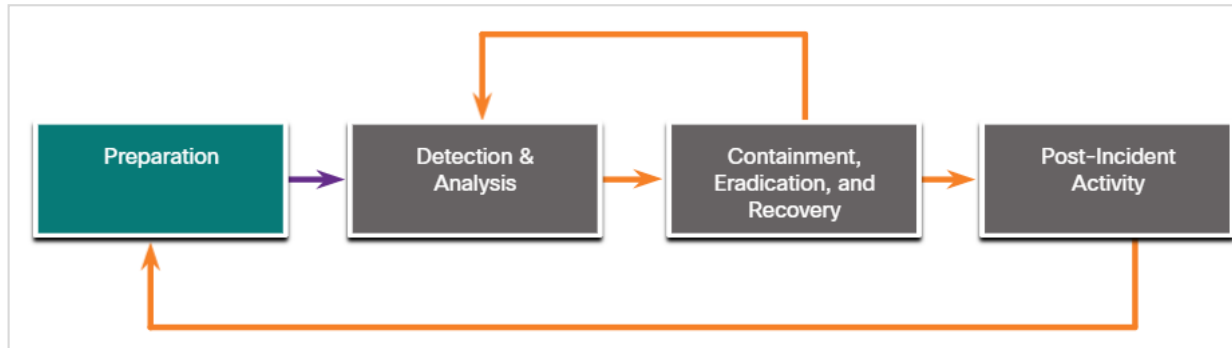 Preparation
Detection &
Analysis
Containment,
Eradication, and
Recovery
Post-Incident
Activity